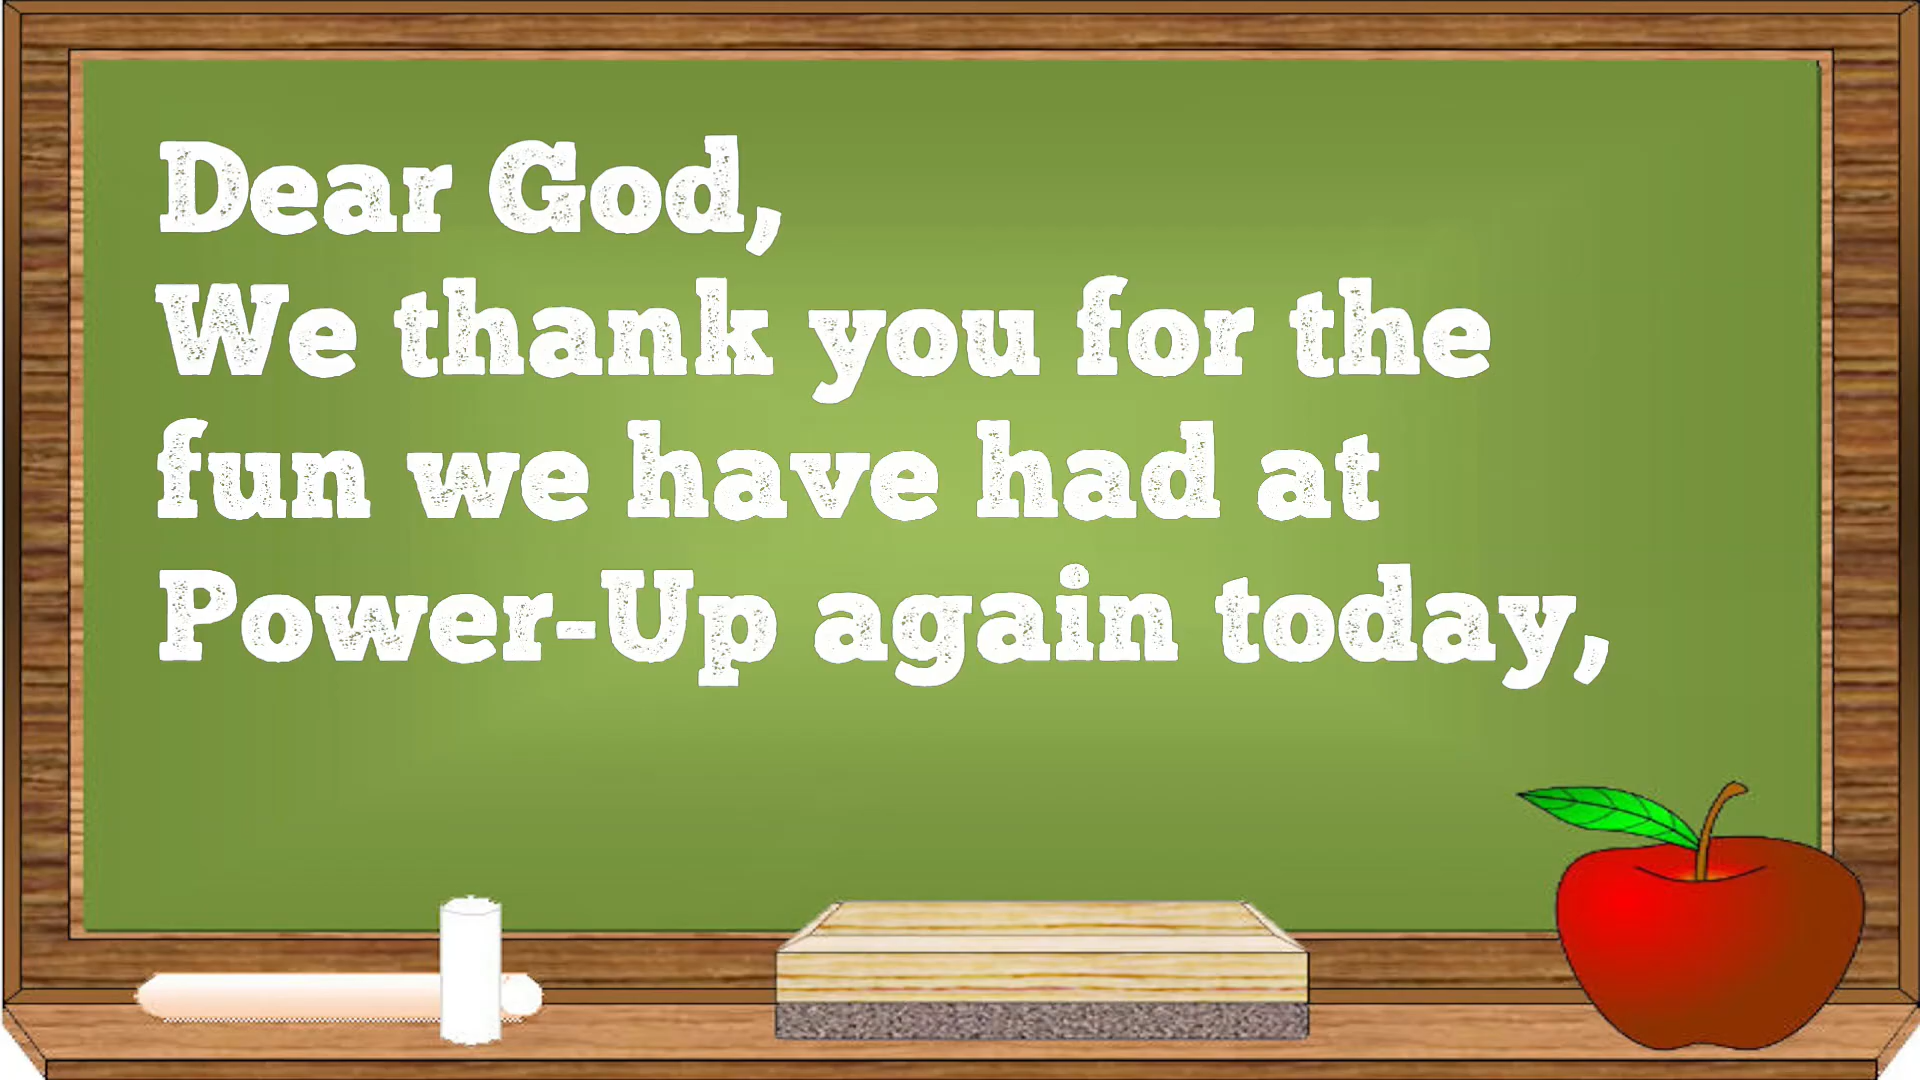 Dear God,
We thank you for the
fun we have had at
Power-Up again today,